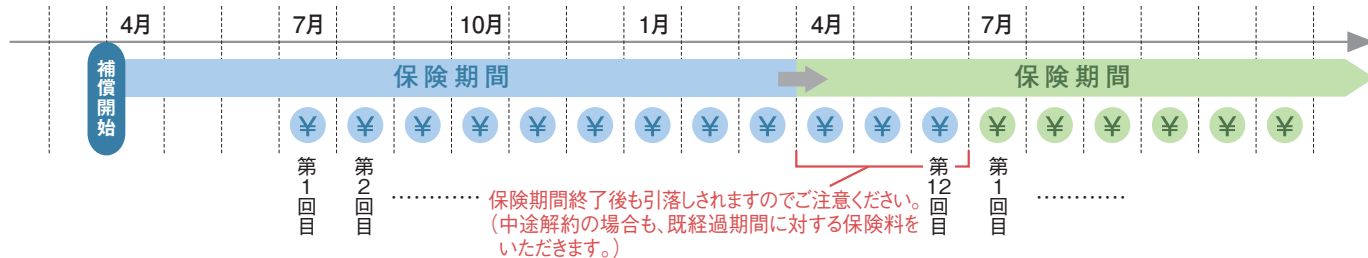 4月 7月 10月 1月 4月 7月
補償開始
保険期間 保険期間
¥ ¥ ¥ ¥ ¥ ¥ ¥ ¥ ¥ ¥ ¥ ¥ ¥ ¥ ¥ ¥ ¥ ¥
第1回目
第2回目
…………
保険期間終了後も引落しされますのでご注意ください。
（中途解約の場合も、既経過期間に対する保険料を
いただきます。）
第12回目
第1回目
…………